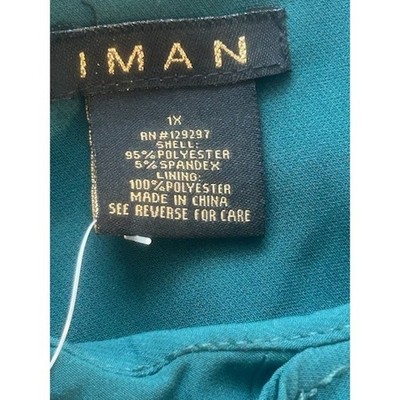 IMAN
1X
RN #129297
SHELL:
95% POLYESTER
5% SPANDEX
LINING:
100% POLYESTER
MADE IN CHINA
SEE REVERSE FOR CARE